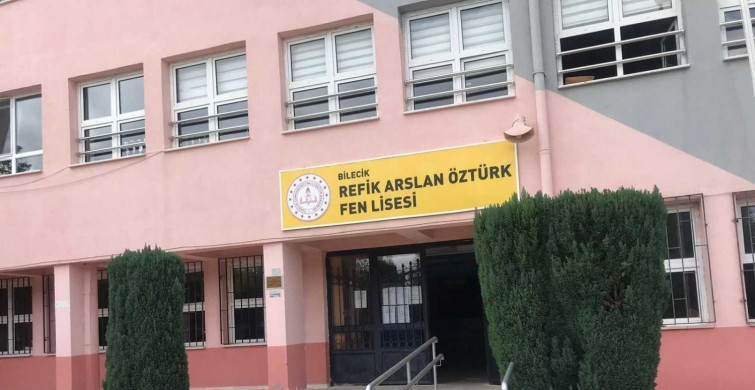 BİLECİK
REFİK ARSLAN ÖZTÜRK
FEN LİSESİ